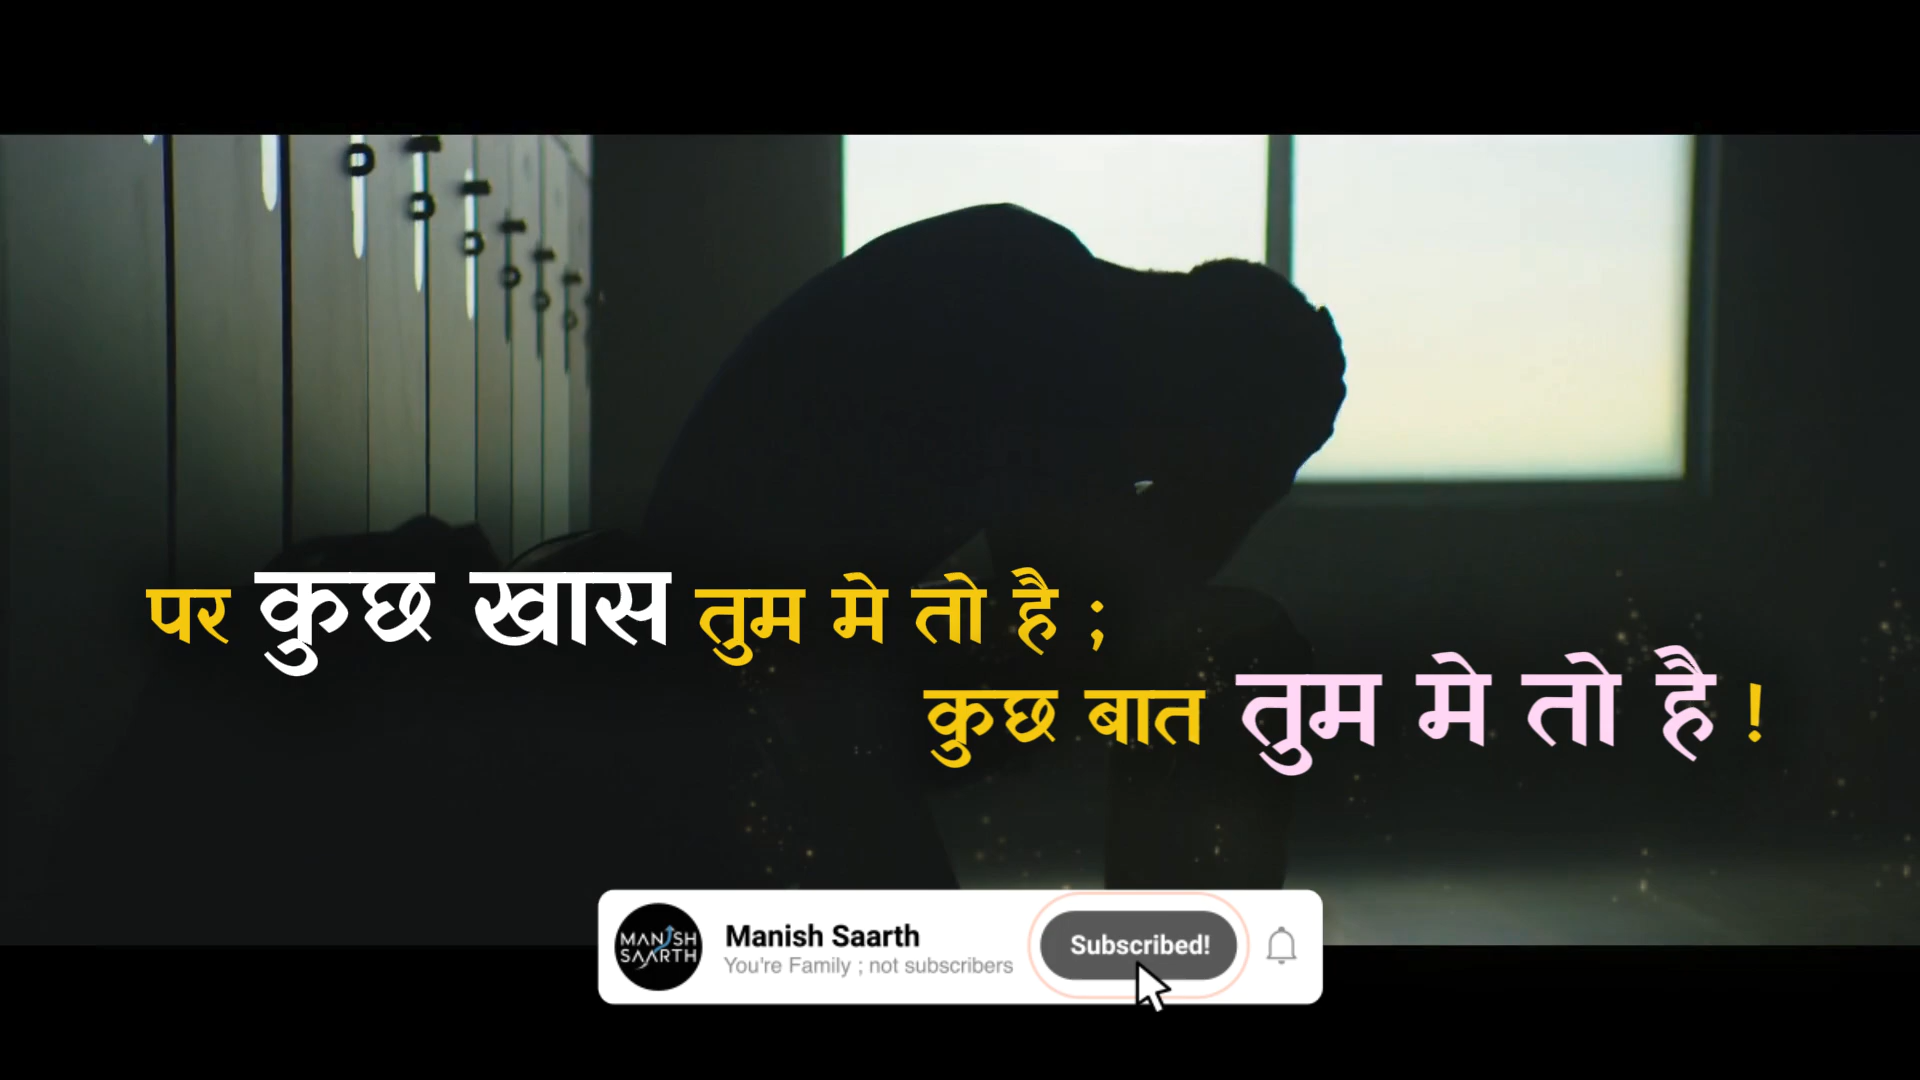 पर कुछ खास तुम मे तो है ;
कुछ बात तुम मे तो है !
MANISH
SAARTH
Manish Saarth
You're Family ; not subscribers
Subscribed!